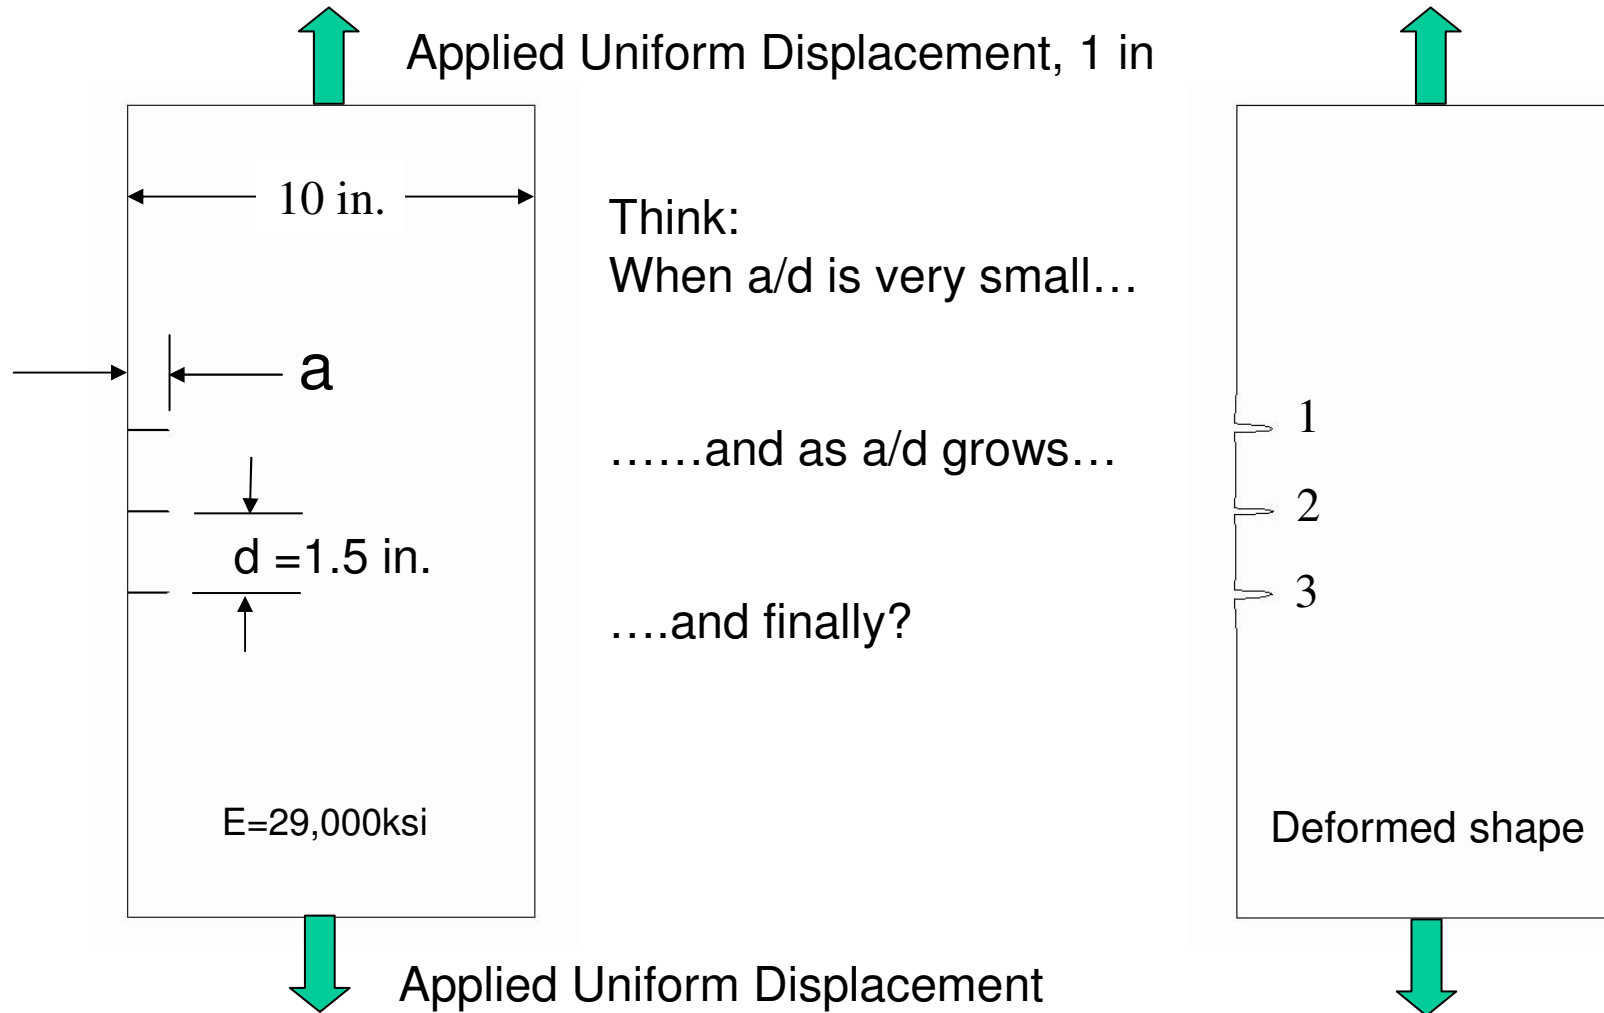 Applied Uniform Displacement, 1 in
10 in.
Think:
When a/d is very small…
a
……and as a/d grows…
d =1.5 in.
….and finally?
E=29,000ksi
Applied Uniform Displacement
1
2
3
Deformed shape